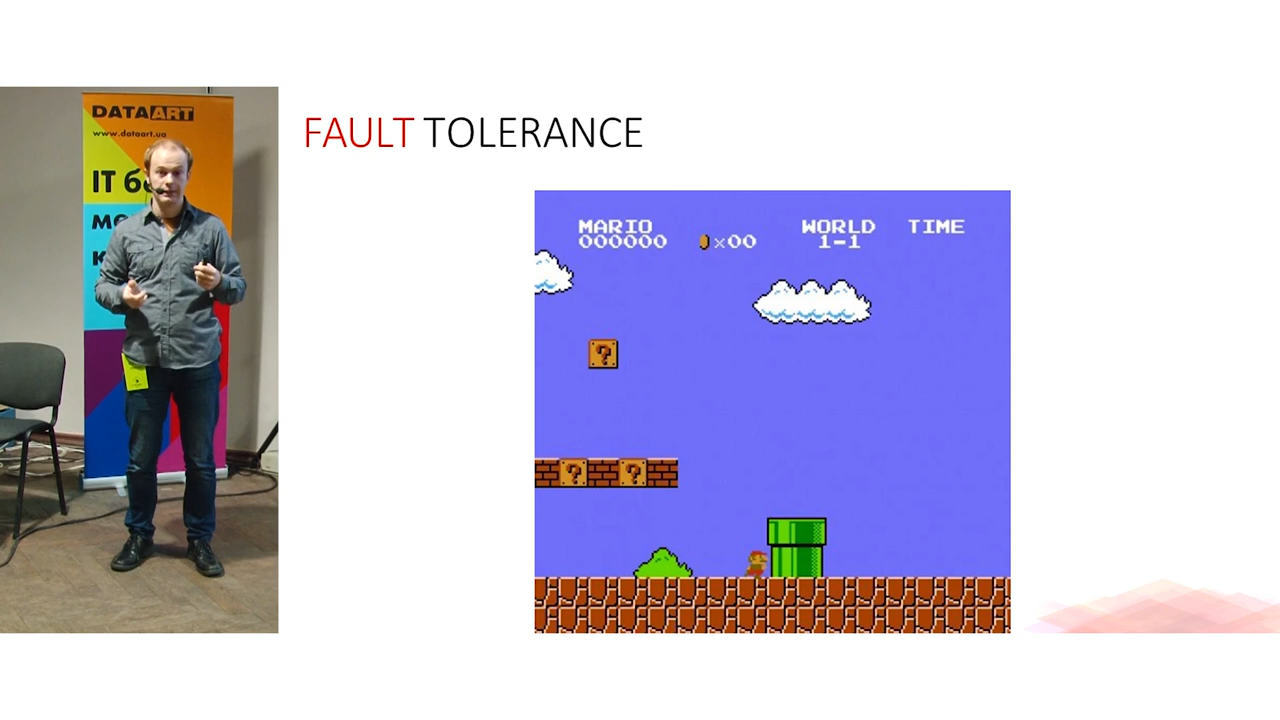 DATAART
www.dataart.ua
IT
FAULT TOLERANCE
MARIO WORLD TIME
000000 ×00 1-1
?
? ?